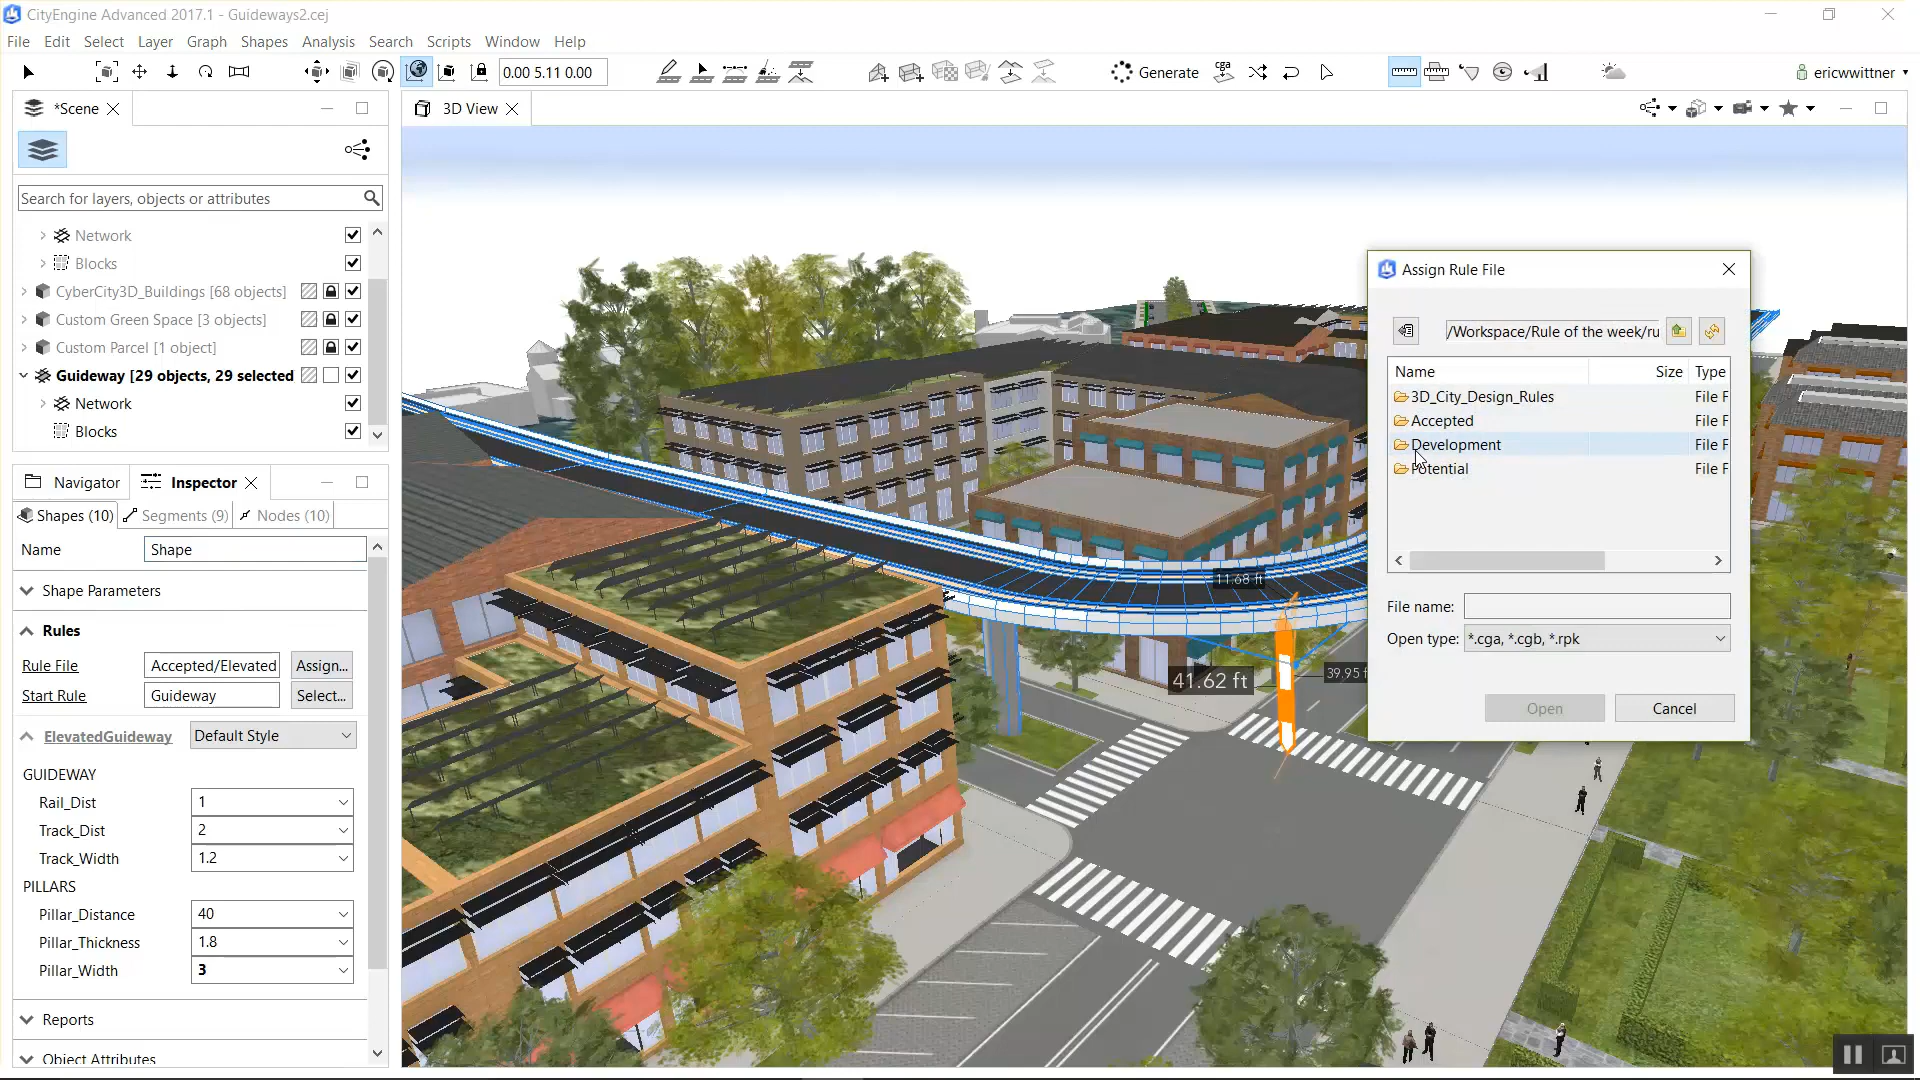 CityEngine Advanced 2017.1 - Guideways2.cej
File Edit Select Layer Graph Shapes Analysis Search Scripts Window Help
0.00 5.11 0.00
Generate
cga
ericwittner
*Scene
3D View
Search for layers, objects or attributes
Network
Blocks
CyberCity3D_Buildings [68 objects]
Custom Green Space [3 objects]
Custom Parcel [1 object]
Guideway [29 objects, 29 selected
Network
Blocks
Navigator
Inspector
Shapes (10)
Segments (9)
Nodes (10)
Name
Shape
Shape Parameters
Rules
Rule File
Accepted/Elevated
Assign...
Start Rule
Guideway
Select...
ElevatedGuideway
Default Style
GUIDEWAY
Rail_Dist
1
Track_Dist
2
Track_Width
1.2
PILLARS
Pillar_Distance
40
Pillar_Thickness
1.8
Pillar_Width
3
Reports
Object Attributes
11.68 ft
41.62 ft
39.95 f
Assign Rule File
/Workspace/Rule of the week/ru
Name Size Type
3D_City_Design_Rules File F
Accepted File F
Development File F
Potential File F
File name:
Open type: *.cga, *.cgb, *.rpk
Open
Cancel